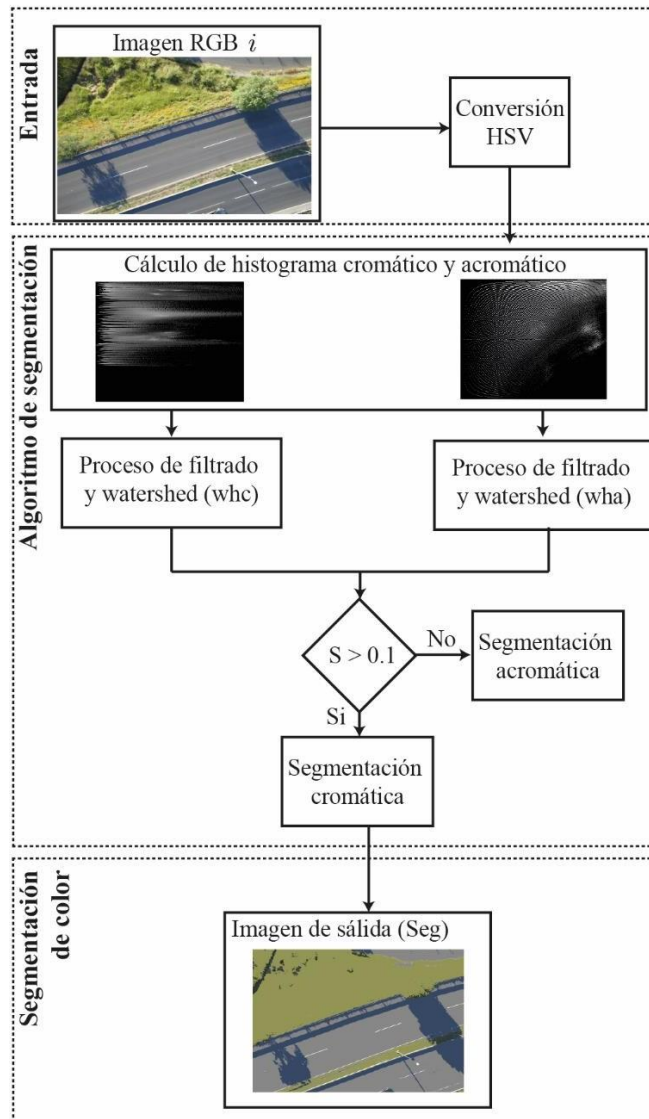 Entrada
Imagen RGB i
Conversión
HSV
Algoritmo de segmentación
Cálculo de histograma cromático y acromático
Proceso de filtrado
y watershed (whc)
Proceso de filtrado
y watershed (wha)
S > 0.1
No
Segmentación
acromática
Si
Segmentación
cromática
Segmentación
de color
Imagen de sálida (Seg)